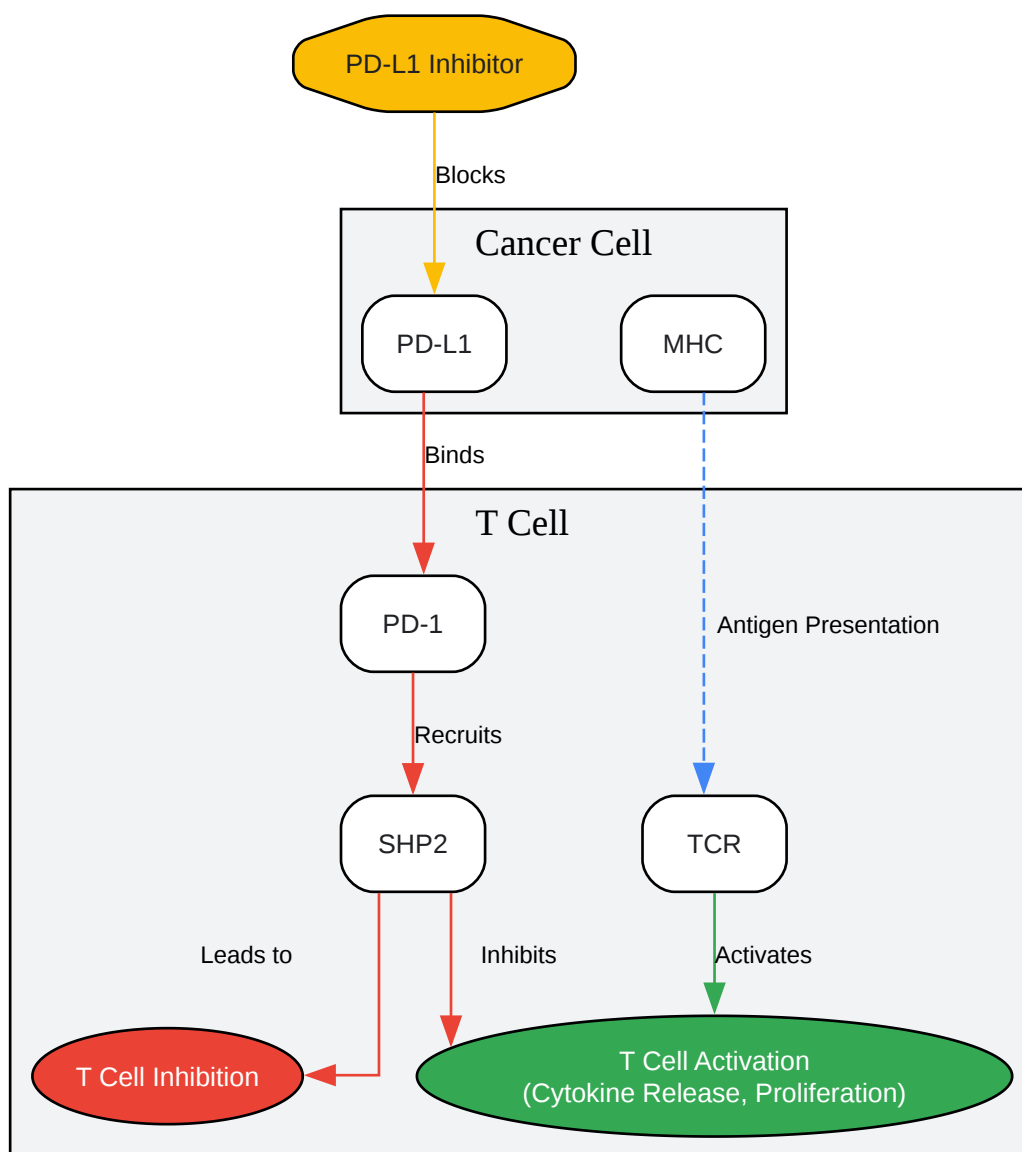 PD-L1 Inhibitor
Blocks
Cancer Cell
PD-L1
MHC
Binds
T Cell
PD-1
Antigen Presentation
Recruits
SHP2
TCR
Leads to
Inhibits
Activates
T Cell Inhibition
T Cell Activation
(Cytokine Release, Proliferation)